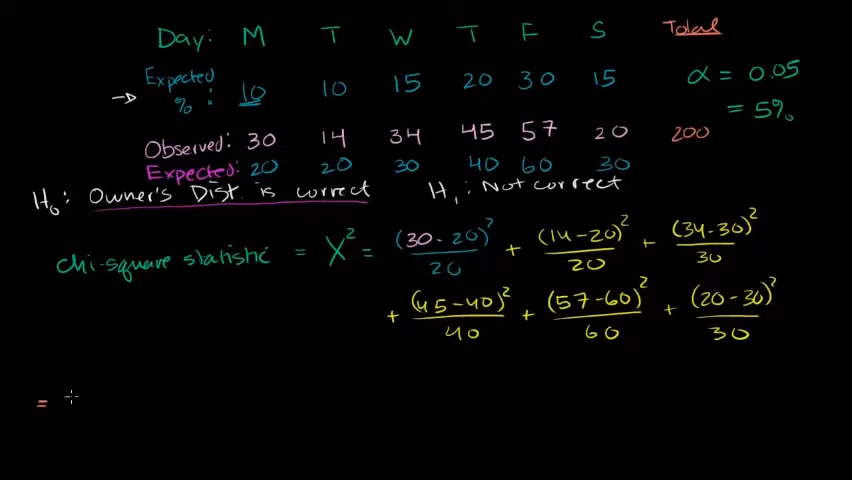 Day: M T W T F S Total
Expected % : 10 10 15 20 30 15 α = 0.05
= 5%
Observed: 30 14 34 45 57 20 200
Expected: 20 20 30 40 60 30
H₀: Owner's Dist. is correct H₁: Not correct
chi-square statistic = X² = (30-20)²/20 + (14-20)²/20 + (34-30)²/30
+ (45-40)²/40 + (57-60)²/60 + (20-30)²/30
=